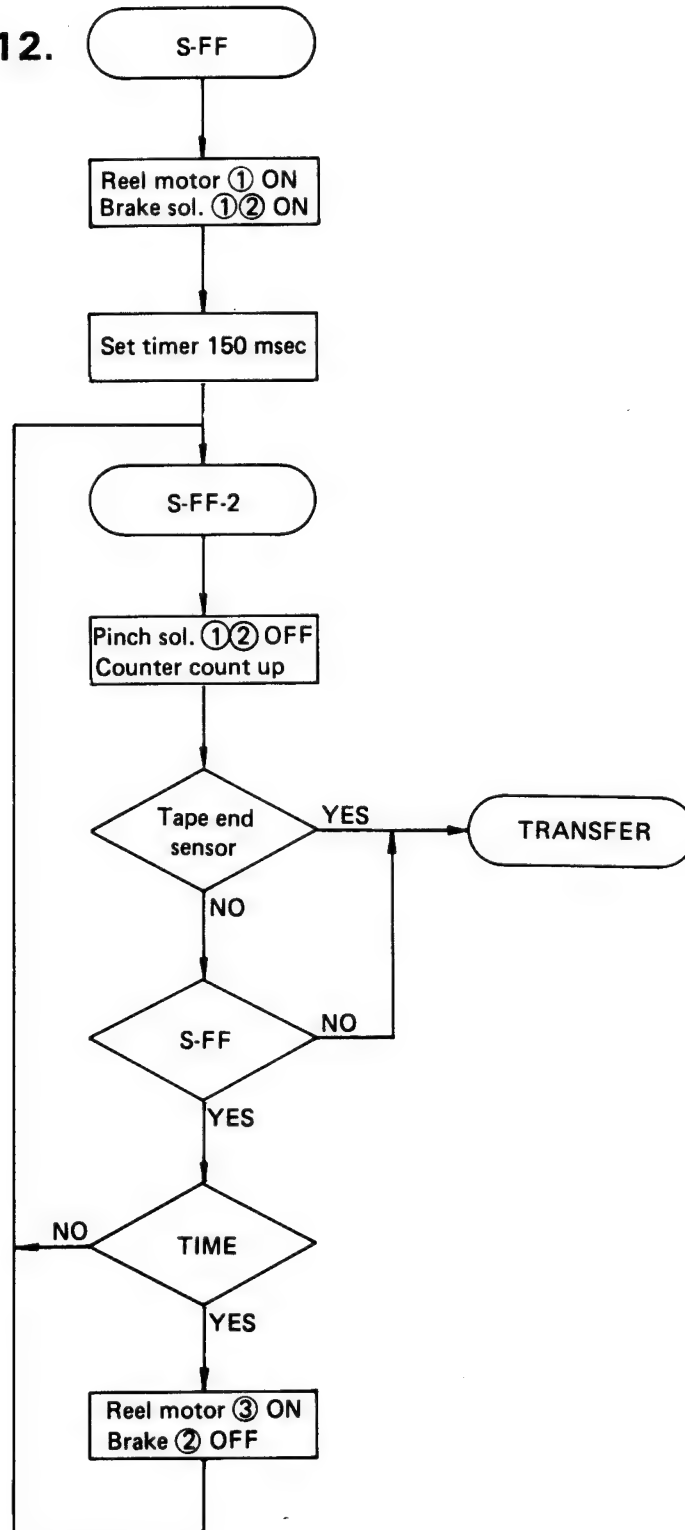 12.
S-FF
Reel motor ① ON
Brake sol. ①② ON
Set timer 150 msec
S-FF-2
Pinch sol. ①② OFF
Counter count up
Tape end
sensor
YES
TRANSFER
NO
S-FF
NO
YES
TIME
NO
YES
Reel motor ③ ON
Brake ② OFF